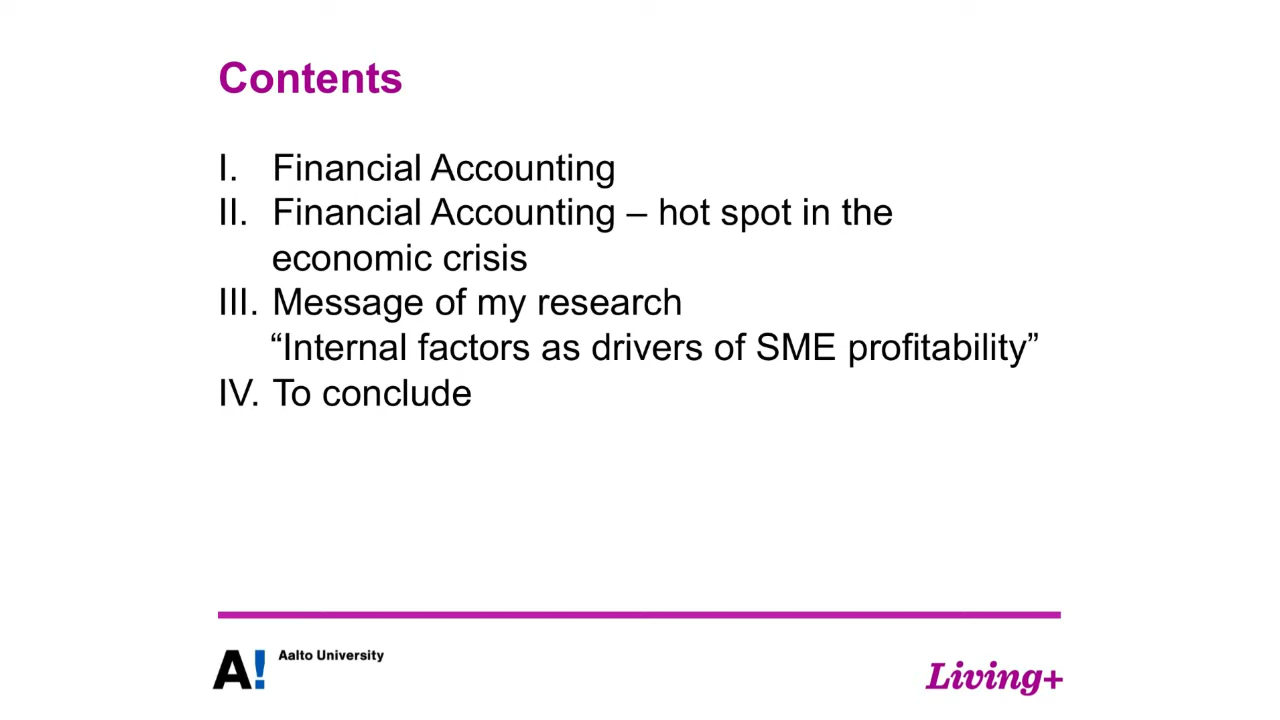 Contents
I. Financial Accounting
II. Financial Accounting – hot spot in the
economic crisis
III. Message of my research
“Internal factors as drivers of SME profitability”
IV. To conclude
A! Aalto University
Living+